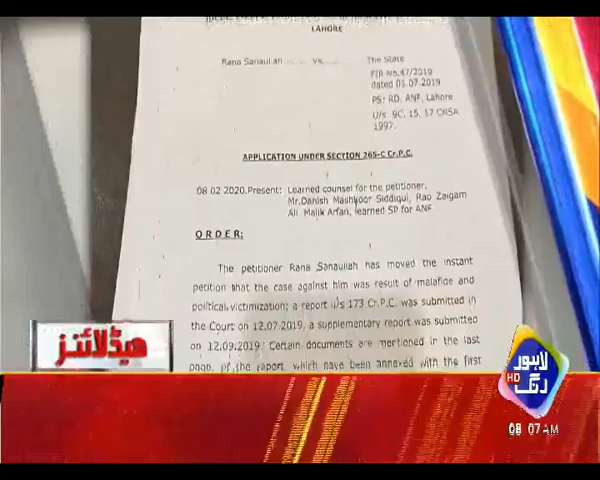 LAHORE
Rana Sanaullah ........ vs. ........ The State
FIR No.47/2019
dated 01.07.2019
PS: RD, ANF, Lahore
U/s 9C, 15, 17 CNSA
1997.
APPLICATION UNDER SECTION 265-C Cr.P.C.
08 02 2020. Present: Learned counsel for the petitioner.
Mr.Danish Mashkoor Siddiqui, Rao Zaigam
Ali Malik Arfan, learned SP for ANF
ORDER:
The petitioner Rana Sanaullah has moved the instant
petition that the case against him was result of malafide and
political victimization; a report u/s 173 Cr.P.C. was submitted in
the Court on 12.07.2019, a supplementary report was submitted
on 12.09.2019. Certain documents are mentioned in the last
page of the report, which have been annexed with the first
ہیڈلائنز
لاہور
رنگ
HD
08 07 AM